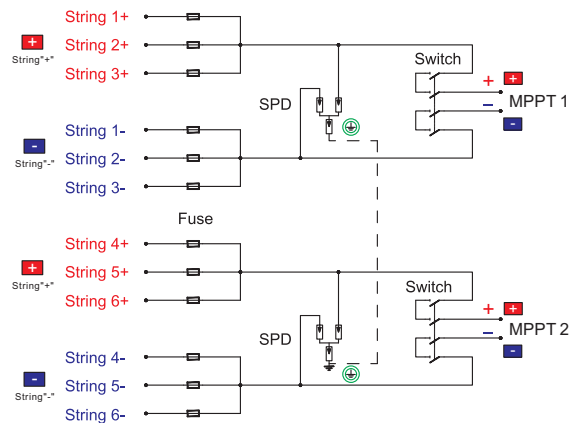 String 1+
+
String 2+
String"+"
String 3+
Switch
+
+
MPPT 1
-
-
SPD
String 1-
-
String 2-
String"-"
String 3-
Fuse
String 4+
+
String 5+
String"+"
String 6+
Switch
+
+
MPPT 2
-
-
SPD
String 4-
-
String 5-
String"-"
String 6-